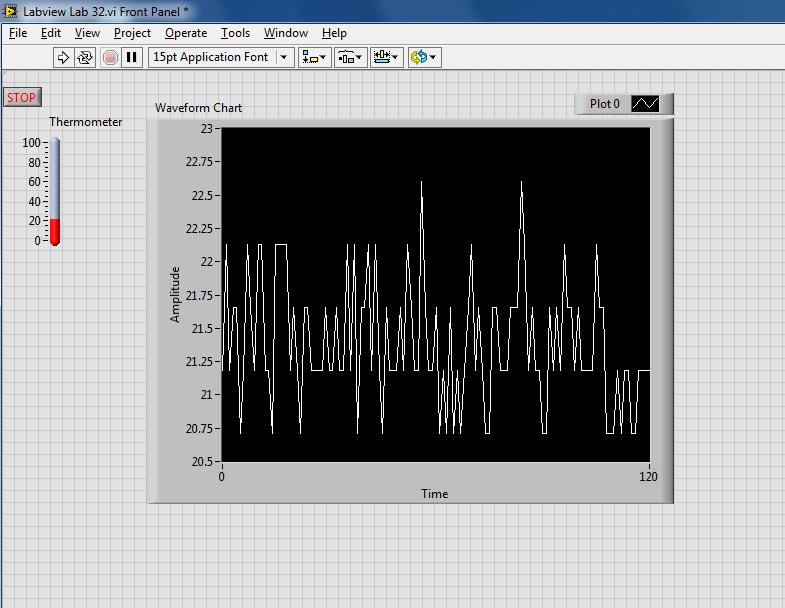 Labview Lab 32.vi Front Panel *
File Edit View Project Operate Tools Window Help
15pt Application Font
STOP
Thermometer
100
80
60
40
20
0
Waveform Chart
Plot 0
23
22.75
22.5
22.25
22
21.75
21.5
21.25
21
20.75
20.5
Amplitude
0 120
Time